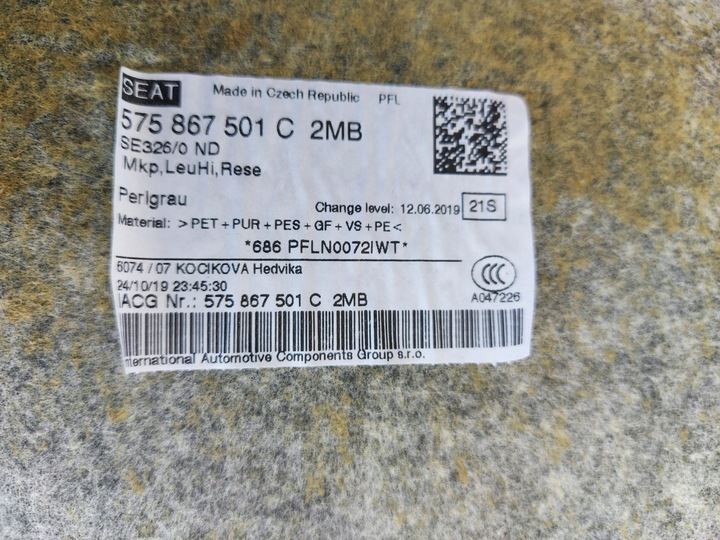 SEAT Made in Czech Republic PFL
575 867 501 C 2MB
SE326/0 ND
Mkp,LeuHi,Rese
Perlgrau
Change level: 12.06.2019 21S
Material: >PET+PUR+PES+GF+VS+PE<
*686 PFLN0072IWT*
6074 / 07 KOCIKOVA Hedvika
24/10/19 23:45:30
CCC
A047226
IACG Nr.: 575 867 501 C 2MB
International Automotive Components Group s.r.o.